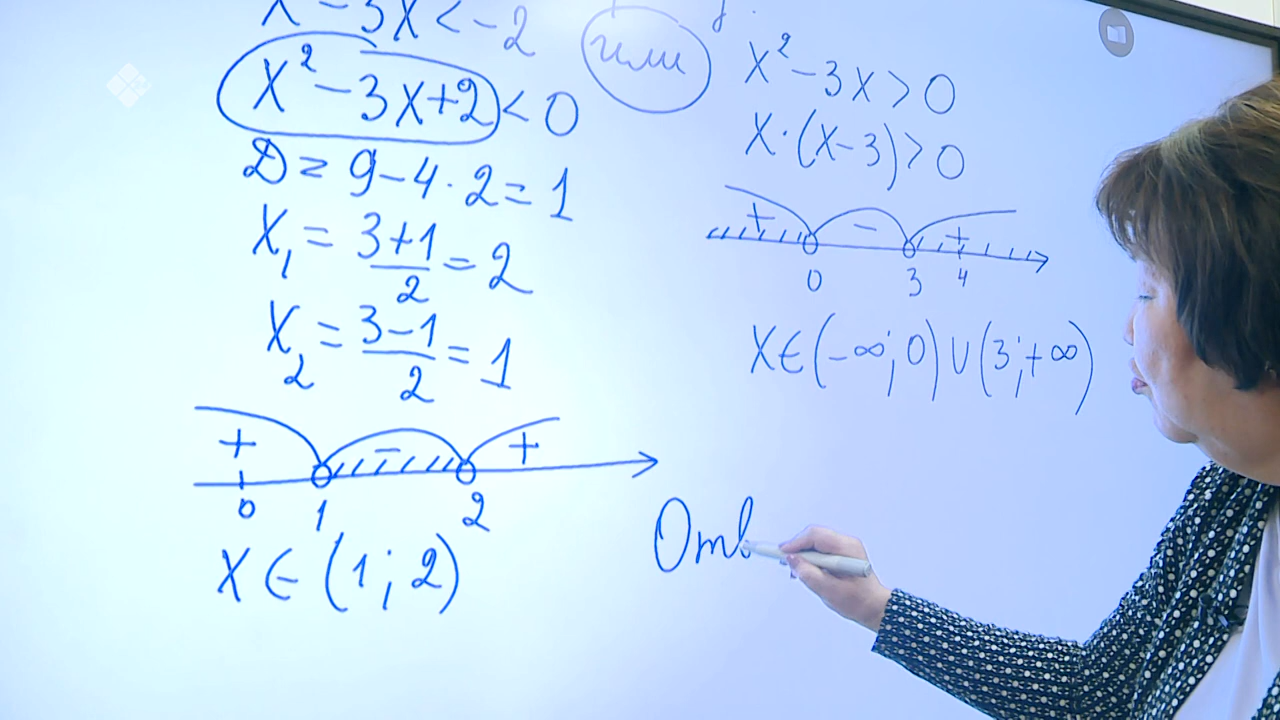 x² - 3x < -2
x² - 3x + 2 < 0
D = 9 - 4 · 2 = 1
x₁ = (3+1)/2 = 2
x₂ = (3-1)/2 = 1
+ - +
0 1 2
x ∈ (1; 2)
или
x² - 3x > 0
x · (x - 3) > 0
+ - +
0 3 4
x ∈ (-∞; 0) ∪ (3; +∞)
Отв